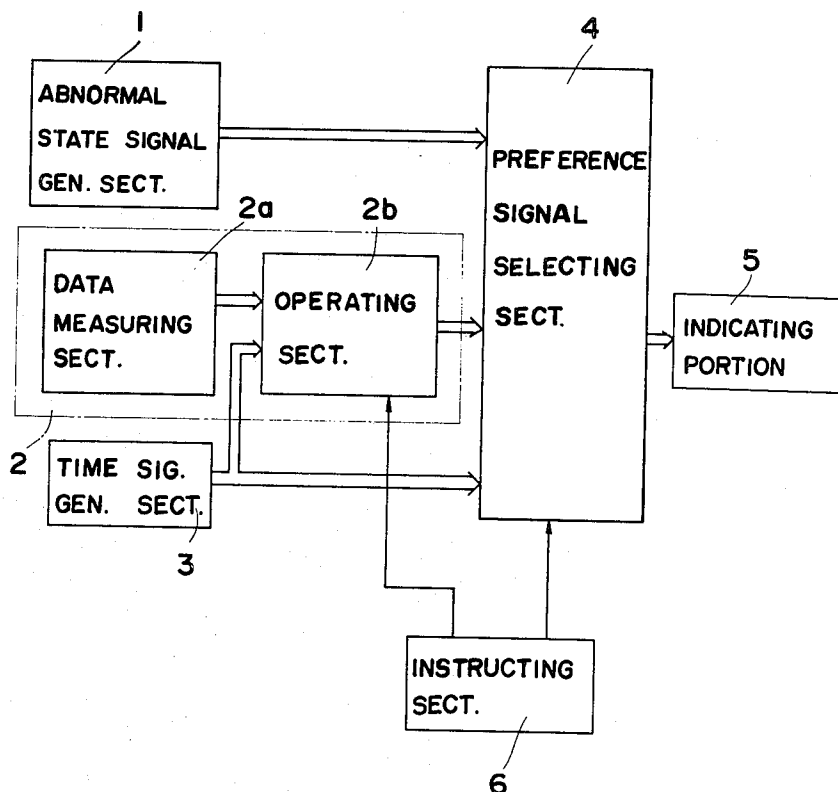 1
ABNORMAL
STATE SIGNAL
GEN. SECT.
2a
DATA
MEASURING
SECT.
2b
OPERATING
SECT.
2
TIME SIG.
GEN. SECT.
3
4
PREFERENCE
SIGNAL
SELECTING
SECT.
5
INDICATING
PORTION
INSTRUCTING
SECT.
6